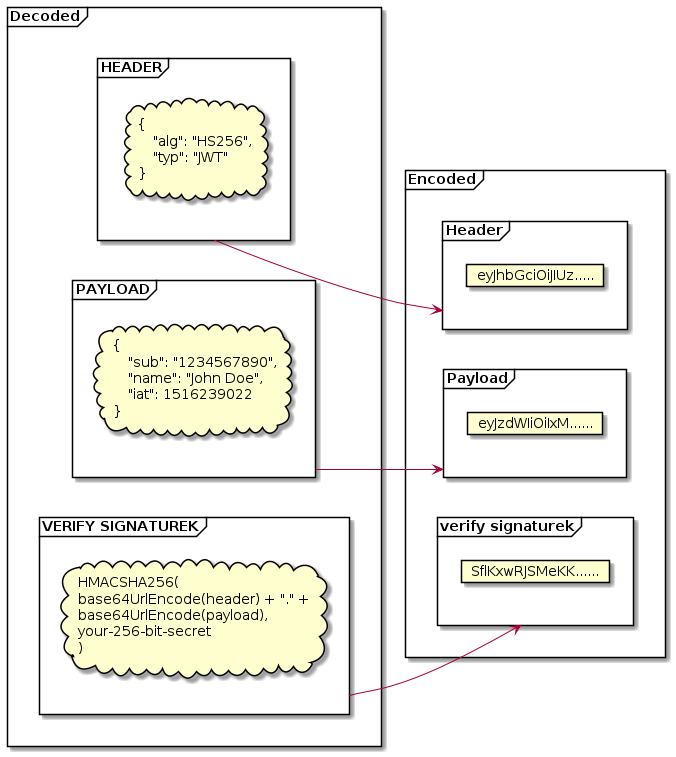 Decoded
HEADER
{
"alg": "HS256",
"typ": "JWT"
}
PAYLOAD
{
"sub": "1234567890",
"name": "John Doe",
"iat": 1516239022
}
VERIFY SIGNATUREK
HMACSHA256(
base64UrlEncode(header) + "." +
base64UrlEncode(payload),
your-256-bit-secret
)
Encoded
Header
eyJhbGciOiJIUz.....
Payload
eyJzdWIiOiIxM......
verify signaturek
SflKxwRJSMeKK......